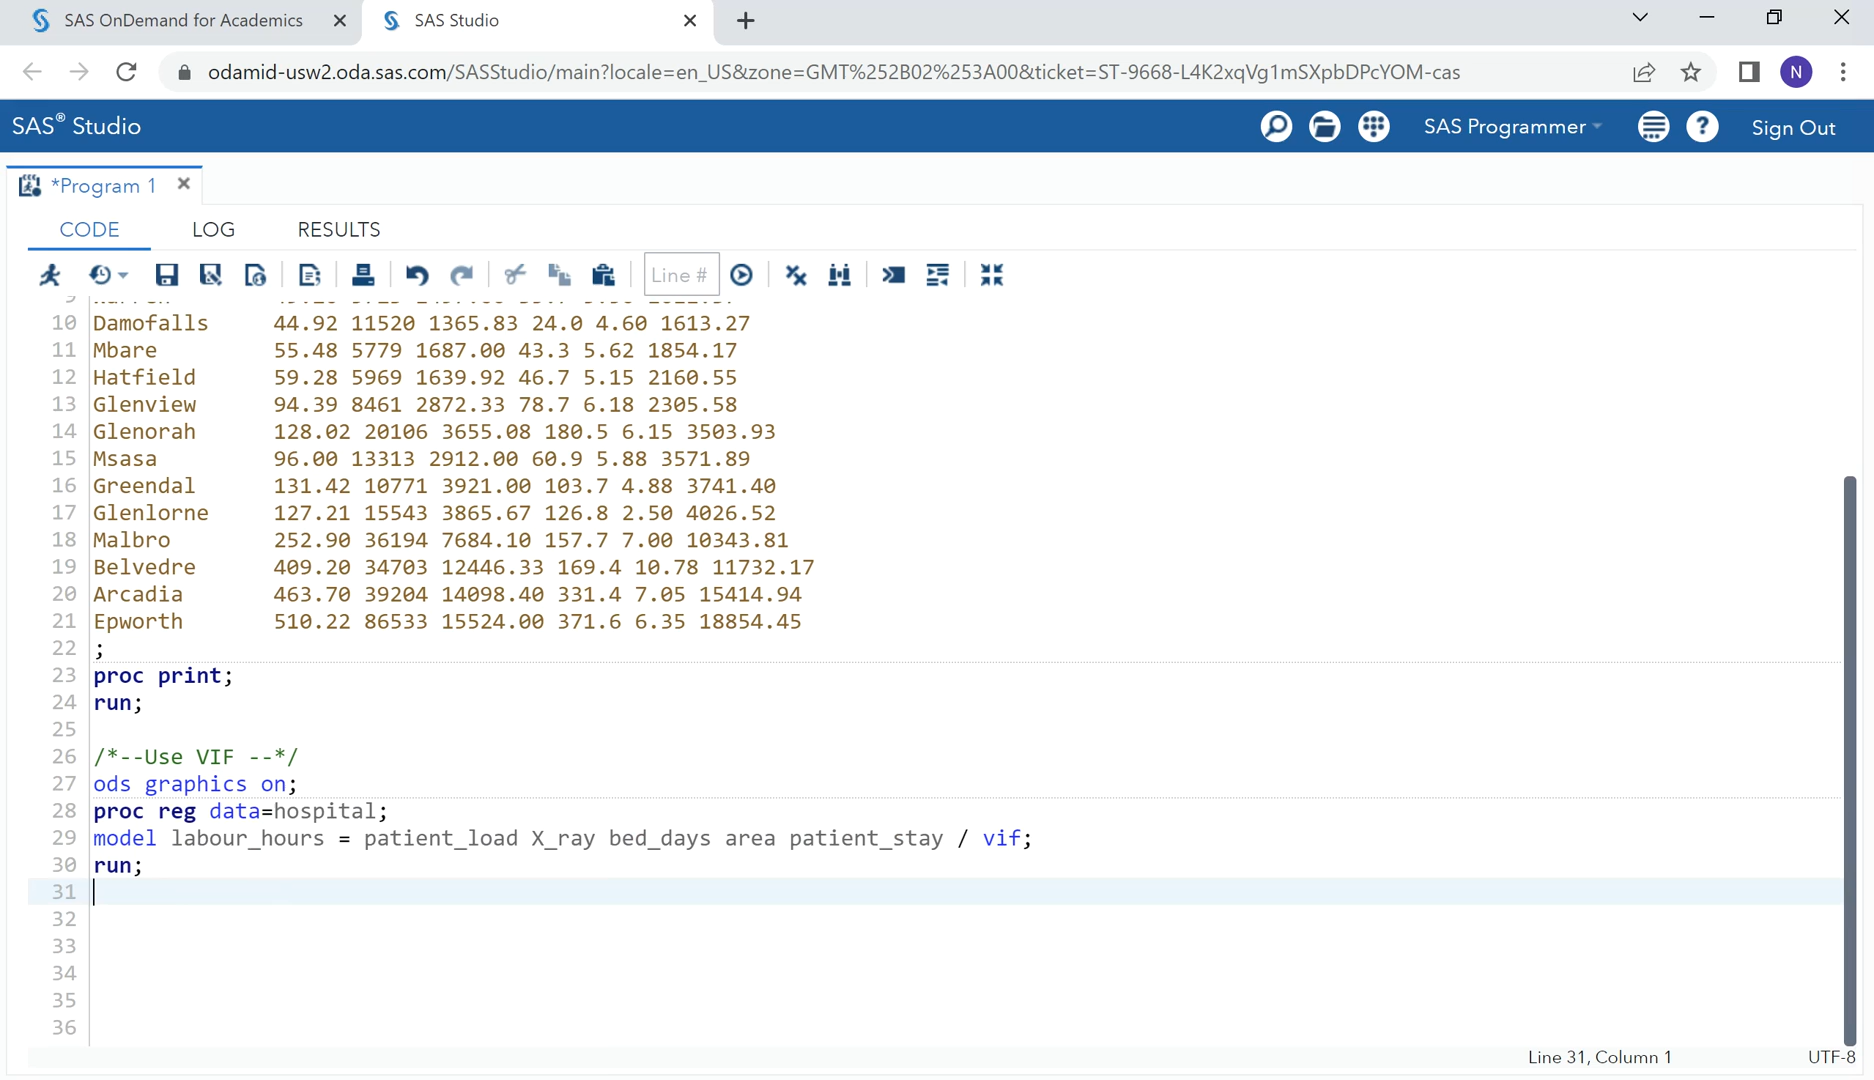 SAS OnDemand for Academics
SAS Studio
odamid-usw2.oda.sas.com/SASStudio/main?locale=en_US&zone=GMT%252B02%253A00&ticket=ST-9668-L4K2xqVg1mSXpbDPcYOM-cas
N
SAS® Studio
SAS Programmer
?
Sign Out
*Program 1
CODE LOG RESULTS
Line #
9
10 Damofalls 44.92 11520 1365.83 24.0 4.60 1613.27
11 Mbare 55.48 5779 1687.00 43.3 5.62 1854.17
12 Hatfield 59.28 5969 1639.92 46.7 5.15 2160.55
13 Glenview 94.39 8461 2872.33 78.7 6.18 2305.58
14 Glenorah 128.02 20106 3655.08 180.5 6.15 3503.93
15 Msasa 96.00 13313 2912.00 60.9 5.88 3571.89
16 Greendal 131.42 10771 3921.00 103.7 4.88 3741.40
17 Glenlorne 127.21 15543 3865.67 126.8 2.50 4026.52
18 Malbro 252.90 36194 7684.10 157.7 7.00 10343.81
19 Belvedre 409.20 34703 12446.33 169.4 10.78 11732.17
20 Arcadia 463.70 39204 14098.40 331.4 7.05 15414.94
21 Epworth 510.22 86533 15524.00 371.6 6.35 18854.45
22 ;
23 proc print;
24 run;
25
26 /*--Use VIF --*/
27 ods graphics on;
28 proc reg data=hospital;
29 model labour_hours = patient_load X_ray bed_days area patient_stay / vif;
30 run;
31
32
33
34
35
36
Line 31, Column 1
UTF-8